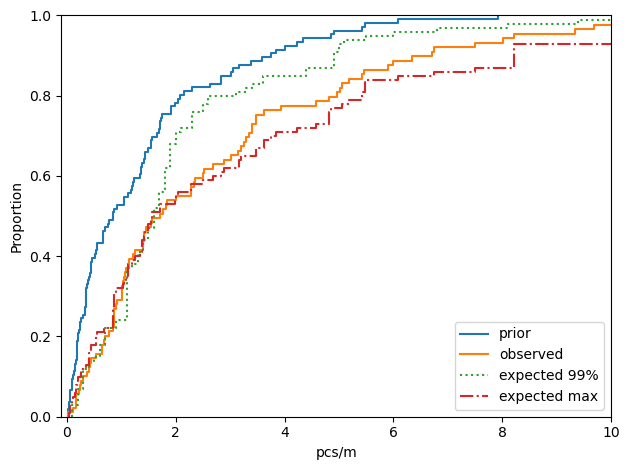 1.0
0.8
0.6
0.4
0.2
0.0
Proportion
0 2 4 6 8 10
pcs/m
prior
observed
expected 99%
expected max